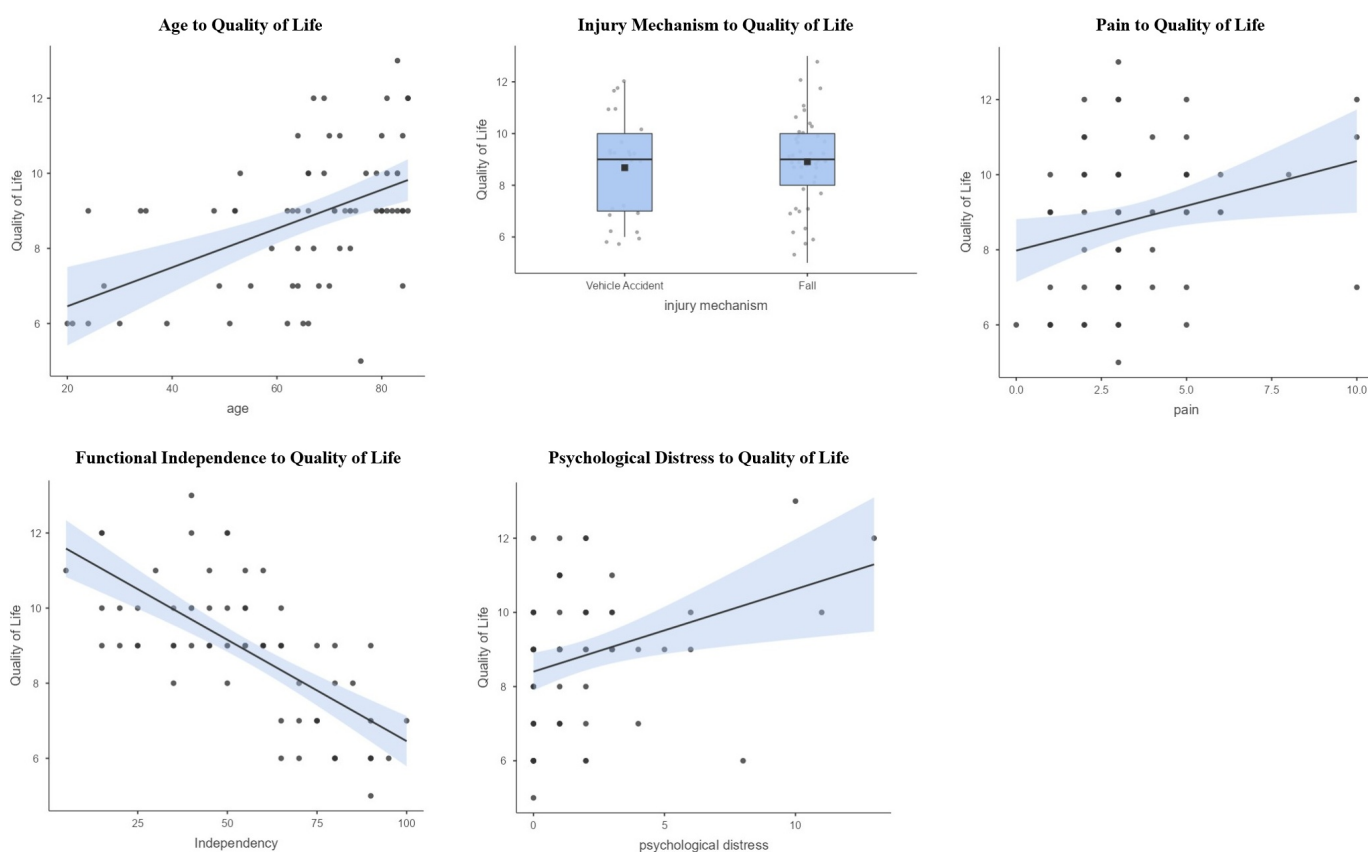 Age to Quality of Life
Quality of Life
12
10
8
6
20 40 60 80
age
Injury Mechanism to Quality of Life
Quality of Life
12
10
8
6
Vehicle Accident Fall
injury mechanism
Pain to Quality of Life
Quality of Life
12
10
8
6
0.0 2.5 5.0 7.5 10.0
pain
Functional Independence to Quality of Life
Quality of Life
12
10
8
6
25 50 75 100
Independency
Psychological Distress to Quality of Life
Quality of Life
12
10
8
6
0 5 10
psychological distress